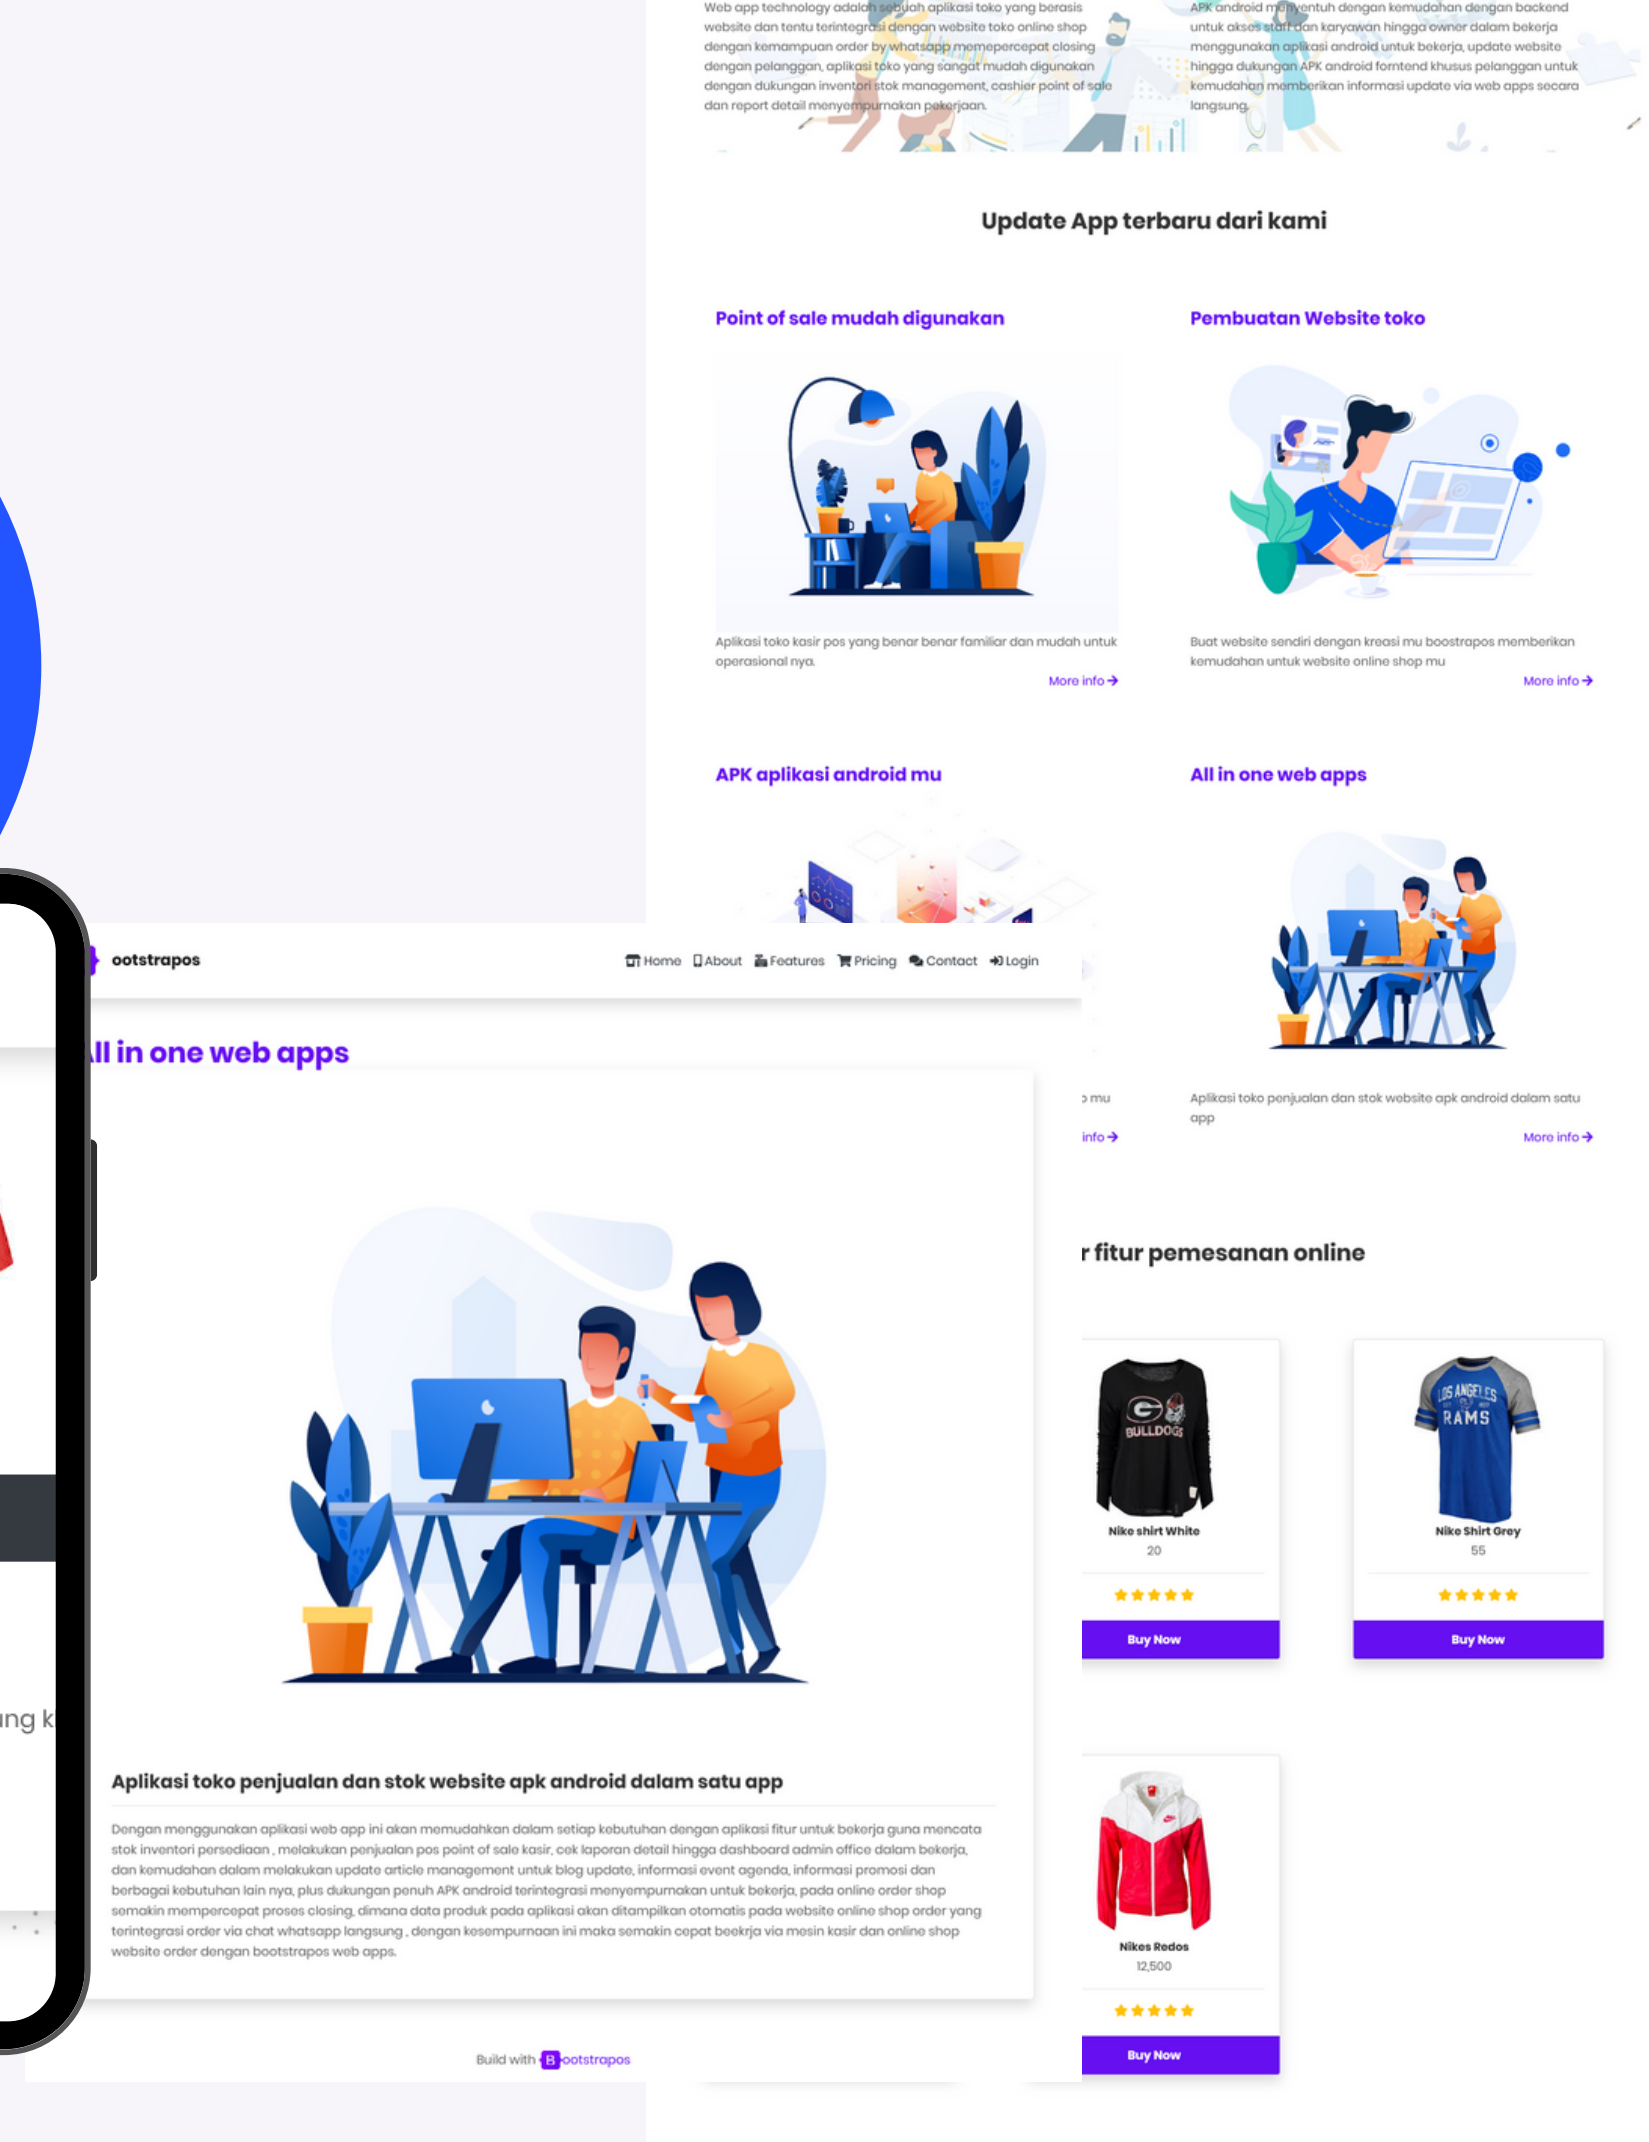 Web app technology adalah sebuah aplikasi toko yang berasis
website dan tentu terintegrasi dengan website toko online shop
dengan kemampuan order by whatsapp memepercepat closing
dengan pelanggan, aplikasi toko yang sangat mudah digunakan
dengan dukungan inventori stok management, cashier point of sale
dan report detail menyempurnakan pekerjaan.
APK android menyentuh dengan kemudahan dengan backend
untuk akses staff dan karyawan hingga owner dalam bekerja
menggunakan aplikasi android untuk bekerja, update website
hingga dukungan APK android forntend khusus pelanggan untuk
kemudahan memberikan informasi update via web apps secara
langsung.
Update App terbaru dari kami
Point of sale mudah digunakan
Aplikasi toko kasir pos yang benar benar familiar dan mudah untuk
operasional nya.
More info
Pembuatan Website toko
Buat website sendiri dengan kreasi mu boostrapos memberikan
kemudahan untuk website online shop mu
More info
APK aplikasi android mu
o mu
info
All in one web apps
Aplikasi toko penjualan dan stok website apk android dalam satu
app
More info
r fitur pemesanan online
LOS ANGELES
RAMS
G
BULLDOGS
Nike shirt White
20
Buy Now
Nike Shirt Grey
55
Buy Now
Nikes Redos
12,500
Buy Now
ootstrapos
Home About Features Pricing Contact Login
ll in one web apps
Aplikasi toko penjualan dan stok website apk android dalam satu app
Dengan menggunakan aplikasi web app ini akan memudahkan dalam setiap kebutuhan dengan aplikasi fitur untuk bekerja guna mencata
stok inventori persediaan , melakukan penjualan pos point of sale kasir, cek laporan detail hingga dashboard admin office dalam bekerja,
dan kemudahan dalam melakukan update article management untuk blog update, informasi event agenda, informasi promosi dan
berbagai kebutuhan lain nya, plus dukungan penuh APK android terintegrasi menyempurnakan untuk bekerja, pada online order shop
semakin mempercepat proses closing, dimana data produk pada aplikasi akan ditampilkan otomatis pada website online shop order yang
terintegrasi order via chat whatsapp langsung , dengan kesempurnaan ini maka semakin cepat beekrja via mesin kasir dan online shop
website order dengan bootstrapos web apps.
Build with B ootstrapos
ng k